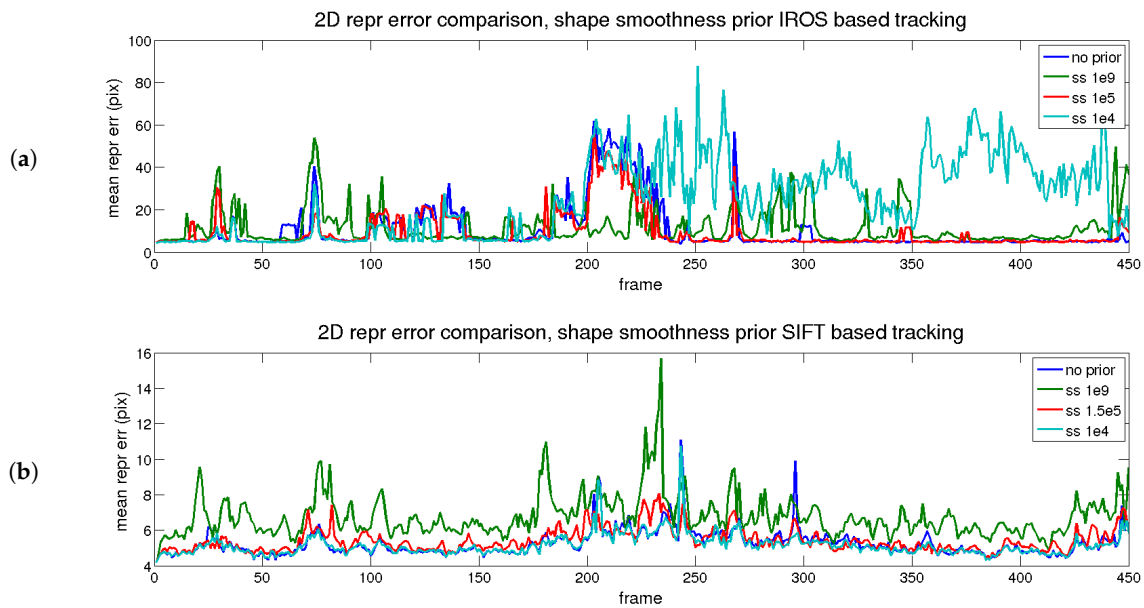 2D repr error comparison, shape smoothness prior IROS based tracking
(a)
mean repr err (pix)
100
80
60
40
20
0
no prior
ss 1e9
ss 1e5
ss 1e4
0 50 100 150 200 250 300 350 400 450
frame
2D repr error comparison, shape smoothness prior SIFT based tracking
(b)
mean repr err (pix)
16
14
12
10
8
6
4
no prior
ss 1e9
ss 1.5e5
ss 1e4
0 50 100 150 200 250 300 350 400 450
frame